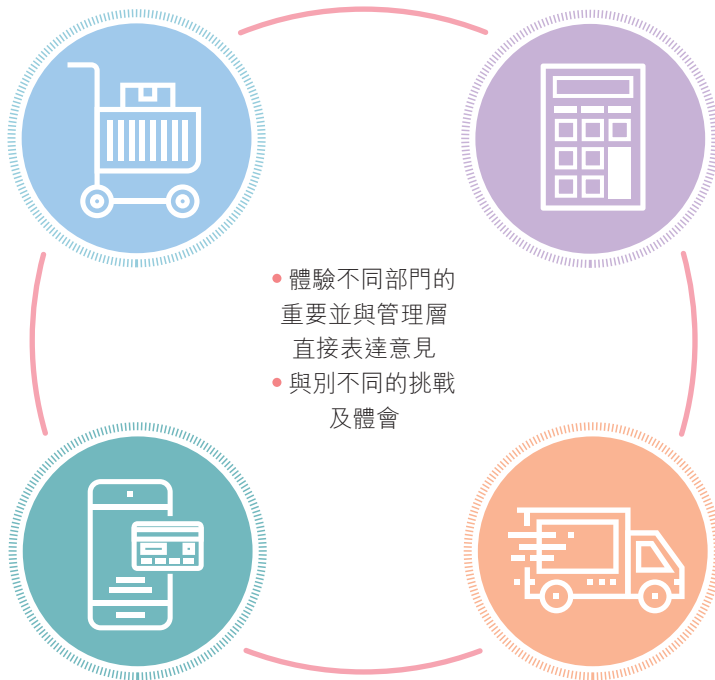 • 體驗不同部門的
重要並與管理層
直接表達意見
• 與別不同的挑戰
及體會